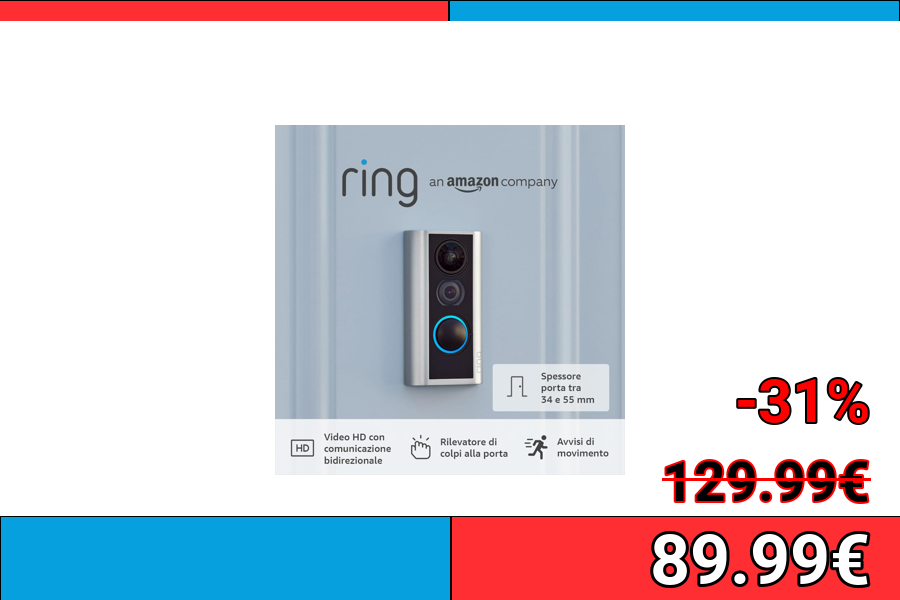 ring an amazon company
Spessore
porta tra
34 e 55 mm
HD
Video HD con
comunicazione
bidirezionale
Rilevatore di
colpi alla porta
Avvisi di
movimento
-31%
129.99€
89.99€